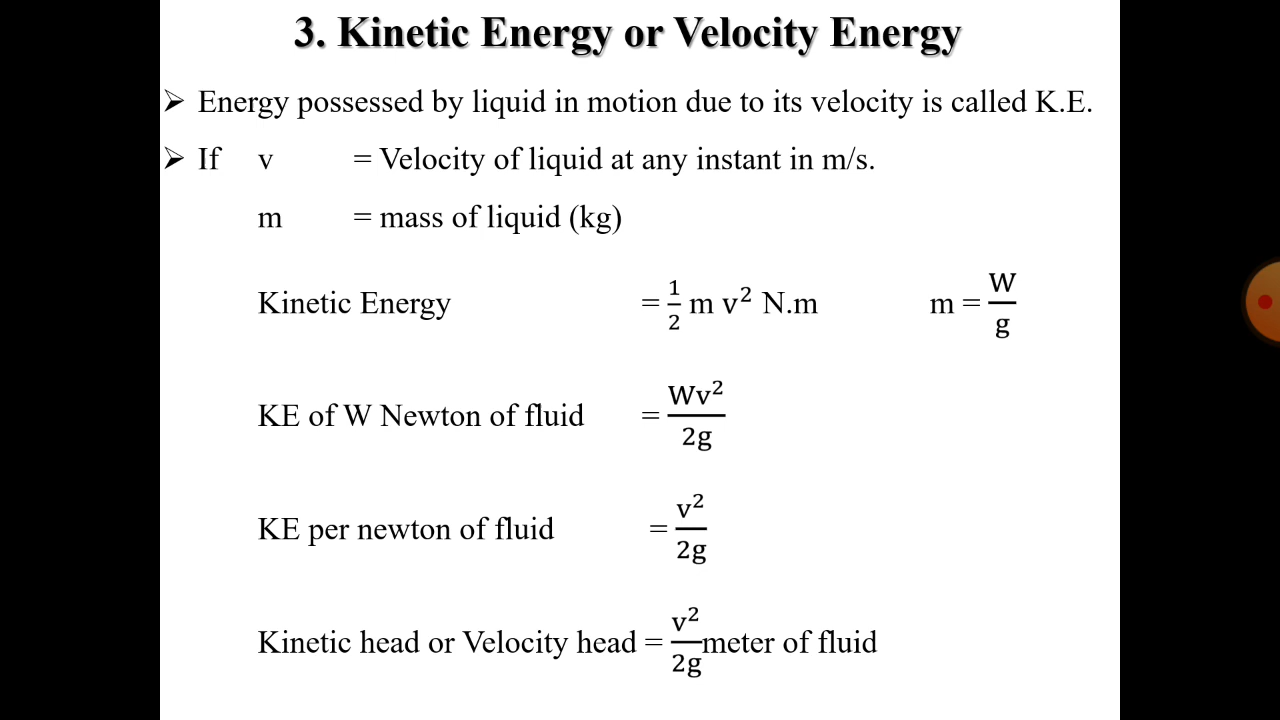 3. Kinetic Energy or Velocity Energy
➢ Energy possessed by liquid in motion due to its velocity is called K.E.
➢ If v = Velocity of liquid at any instant in m/s.
m = mass of liquid (kg)
Kinetic Energy = 1/2 m v² N.m m = W/g
KE of W Newton of fluid = Wv²/2g
KE per newton of fluid = v²/2g
Kinetic head or Velocity head = v²/2g meter of fluid